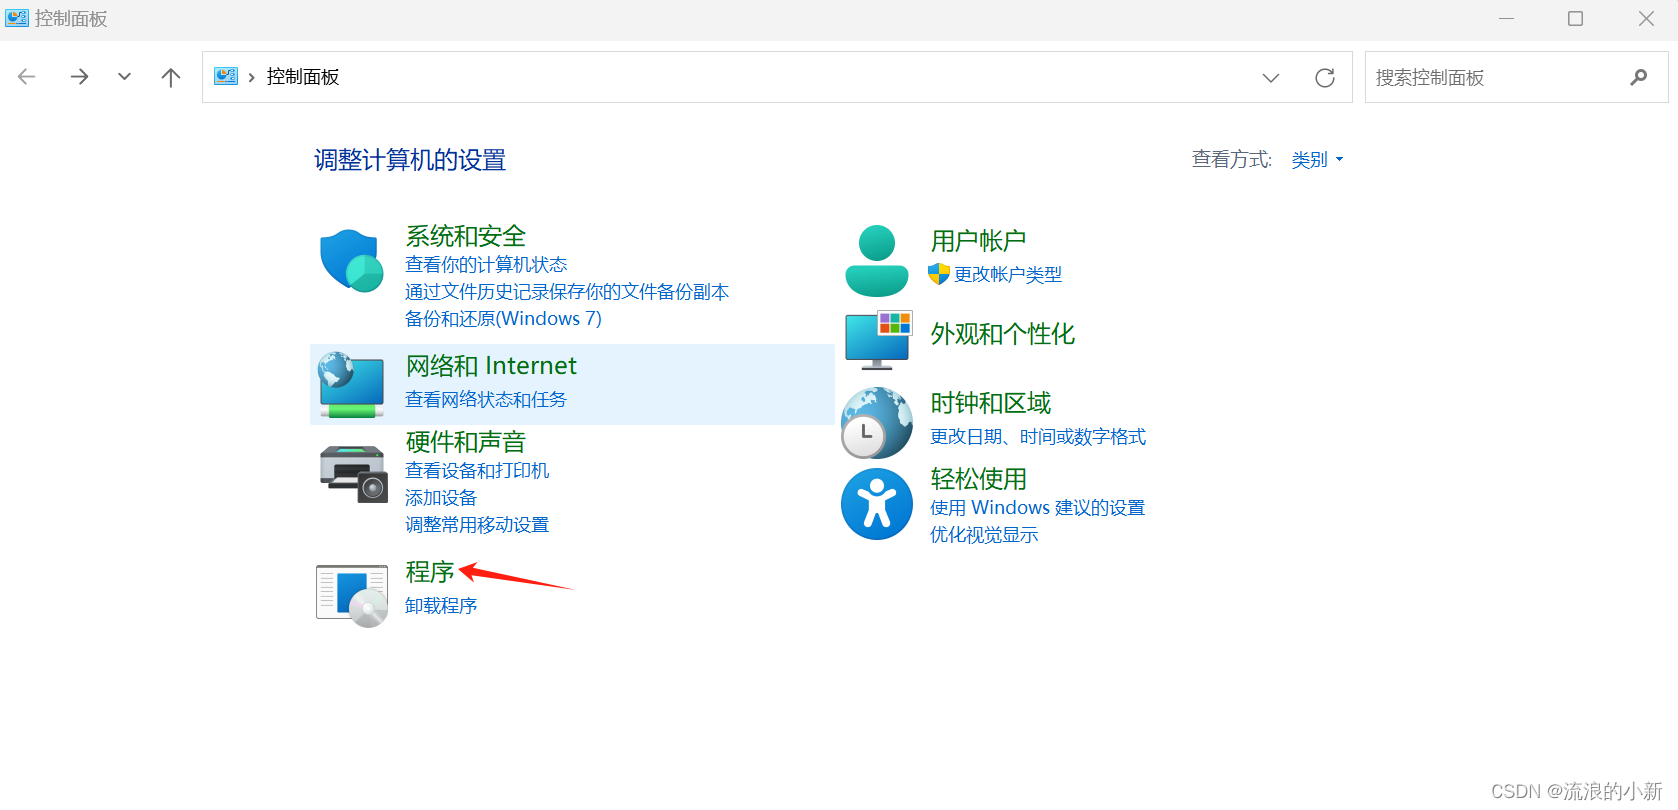 控制面板
控制面板
搜索控制面板
调整计算机的设置
查看方式: 类别
系统和安全
查看你的计算机状态
通过文件历史记录保存你的文件备份副本
备份和还原(Windows 7)
网络和 Internet
查看网络状态和任务
硬件和声音
查看设备和打印机
添加设备
调整常用移动设置
程序
卸载程序
用户帐户
更改帐户类型
外观和个性化
时钟和区域
更改日期、时间或数字格式
轻松使用
使用 Windows 建议的设置
优化视觉显示
CSDN @流浪的小新